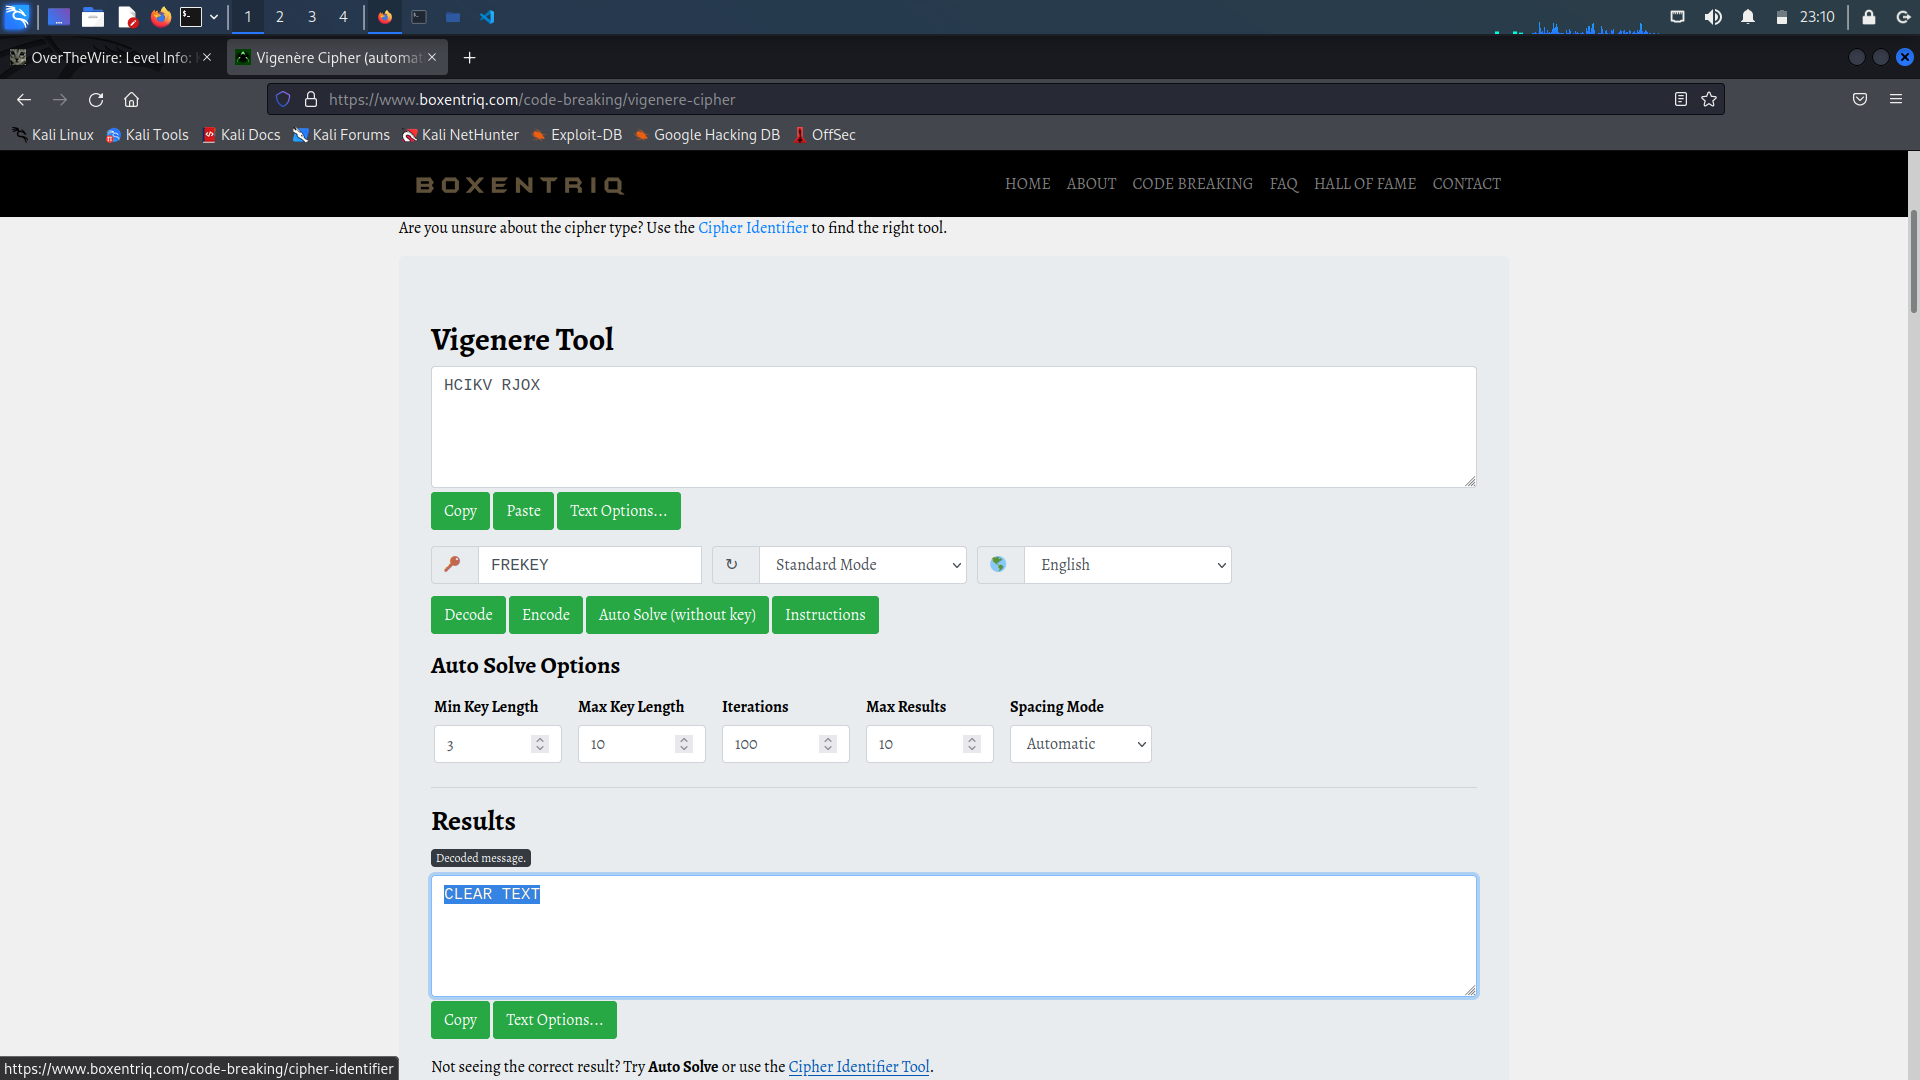 1 2 3 4 23:10
OverTheWire: Level Info:
Vigenère Cipher (automat
https://www.boxentriq.com/code-breaking/vigenere-cipher
Kali Linux Kali Tools Kali Docs Kali Forums Kali NetHunter Exploit-DB Google Hacking DB OffSec
BOXENTRIQ HOME ABOUT CODE BREAKING FAQ HALL OF FAME CONTACT
Are you unsure about the cipher type? Use the Cipher Identifier to find the right tool.
Vigenere Tool
HCIKV RJOX
Copy Paste Text Options...
FREKEY Standard Mode English
Decode Encode Auto Solve (without key) Instructions
Auto Solve Options
Min Key Length Max Key Length Iterations Max Results Spacing Mode
3 10 100 10 Automatic
Results
Decoded message.
CLEAR TEXT
Copy Text Options...
Not seeing the correct result? Try Auto Solve or use the Cipher Identifier Tool.
https://www.boxentriq.com/code-breaking/cipher-identifier